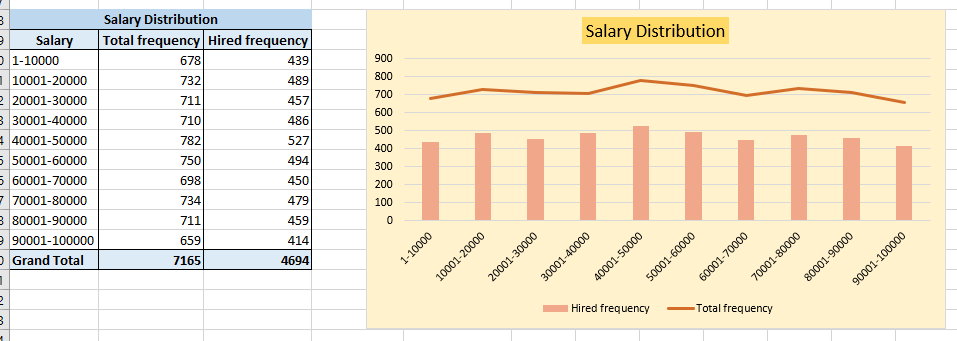 Salary Distribution
Salary Total frequency Hired frequency
1-10000 678 439
10001-20000 732 489
20001-30000 711 457
30001-40000 710 486
40001-50000 782 527
50001-60000 750 494
60001-70000 698 450
70001-80000 734 479
80001-90000 711 459
90001-100000 659 414
Grand Total 7165 4694
Salary Distribution
900
800
700
600
500
400
300
200
100
0
1-10000 10001-20000 20001-30000 30001-40000 40001-50000 50001-60000 60001-70000 70001-80000 80001-90000 90001-100000
Hired frequency Total frequency